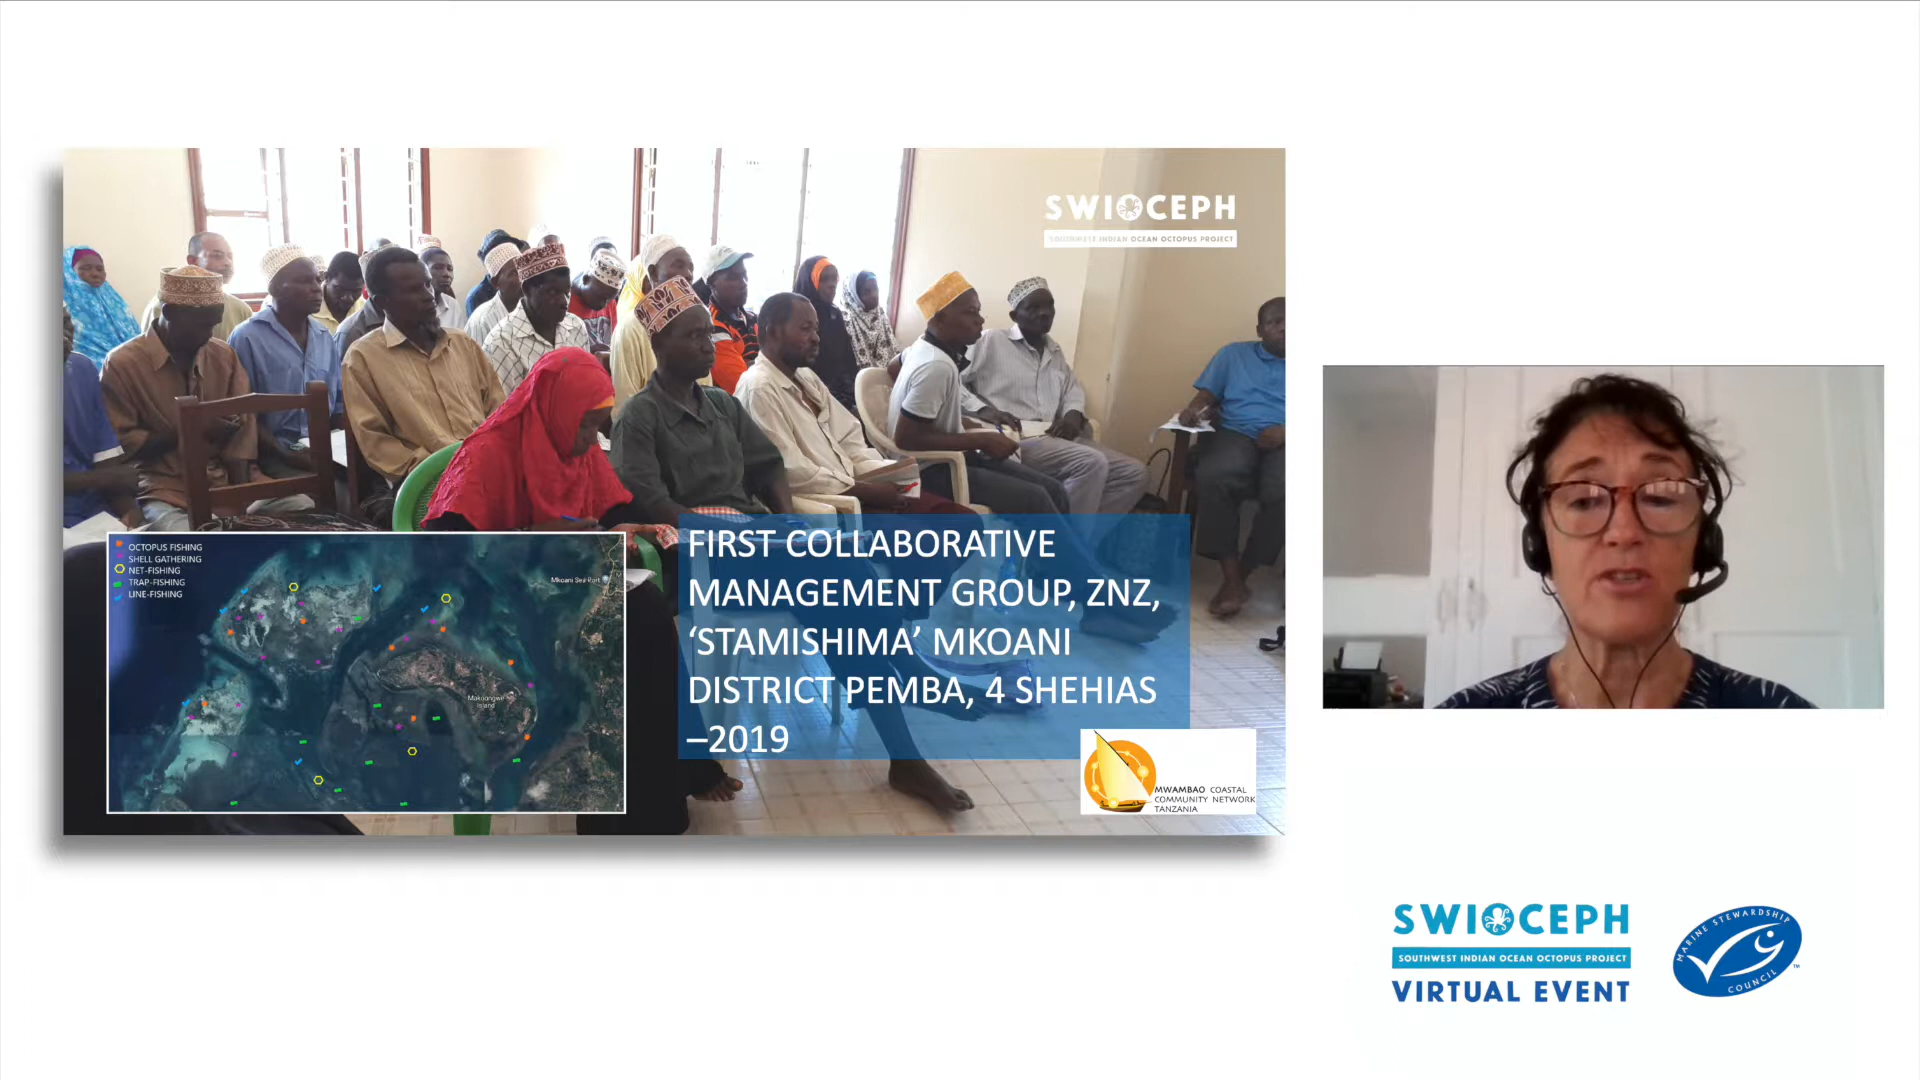 SWIOCEPH
SOUTHWEST INDIAN OCEAN OCTOPUS PROJECT
OCTOPUS FISHING
SHELL GATHERING
NET-FISHING
TRAP-FISHING
LINE-FISHING
Mkoani Sea Port
Makoongwe
Island
FIRST COLLABORATIVE
MANAGEMENT GROUP, ZNZ,
‘STAMISHIMA’ MKOANI
DISTRICT PEMBA, 4 SHEHIAS
–2019
MWAMBAO COASTAL
COMMUNITY NETWORK
TANZANIA
SWIOCEPH
SOUTHWEST INDIAN OCEAN OCTOPUS PROJECT
VIRTUAL EVENT
MARINE STEWARDSHIP
COUNCIL
TM